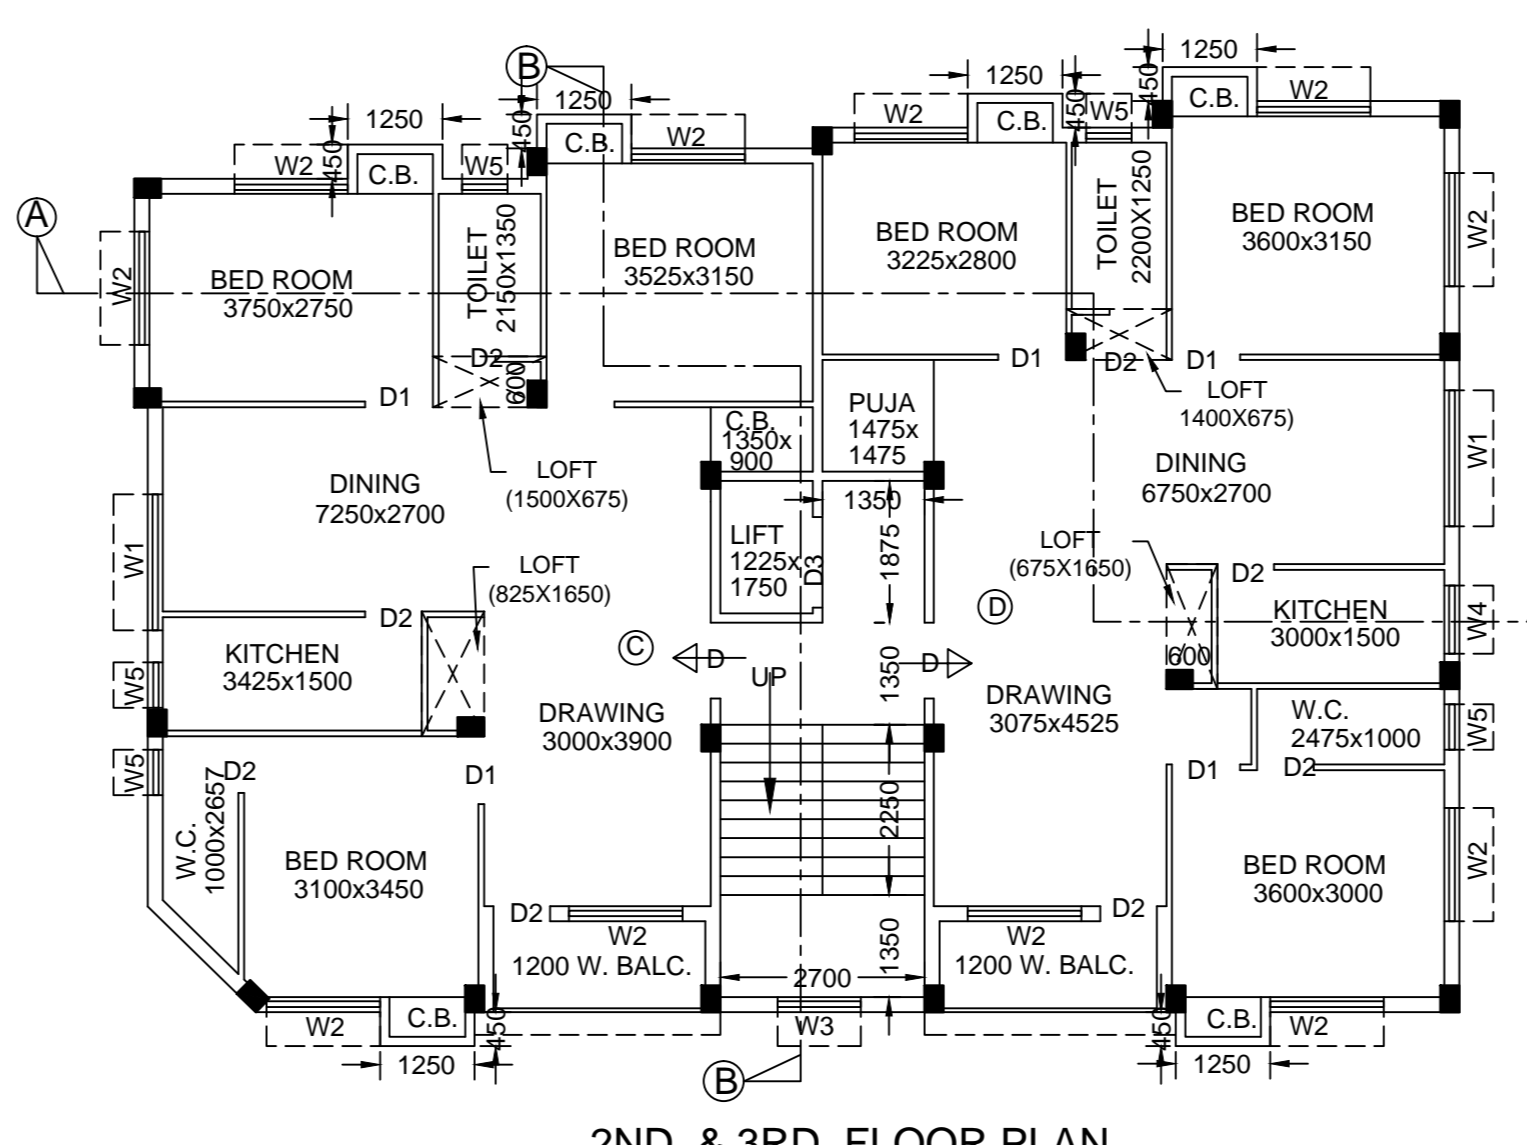 1250
1250
1250
1250
B
450
450
450
450
C.B.
W2
C.B.
W2
W5
C.B.
W2
W5
C.B.
W2
A
W2
BED ROOM
3750x2750
TOILET
2150x1350
BED ROOM
3525x3150
BED ROOM
3225x2800
TOILET
2200X1250
BED ROOM
3600x3150
W2
D2
600
D1
D1
D2
D1
LOFT
1400X675)
C.B.
1350x
900
PUJA
1475x
1475
DINING
7250x2700
LOFT
(1500X675)
DINING
6750x2700
W1
W1
LIFT
1225x
1750
D3
1350
1875
LOFT
(825X1650)
LOFT
(675X1650)
D2
D2
KITCHEN
3425x1500
KITCHEN
3000x1500
W4
W5
600
C
D
D
UP
1350
D
DRAWING
3000x3900
DRAWING
3075x4525
W.C.
2475x1000
W5
W5
D2
D1
D1
D2
W.C.
1000x2657
2250
BED ROOM
3100x3450
BED ROOM
3600x3000
W2
D2
W2
1200 W. BALC.
1350
2700
D2
W2
1200 W. BALC.
W2
C.B.
450
1250
W3
450
C.B.
W2
1250
B
2ND. & 3RD. FLOOR PLAN